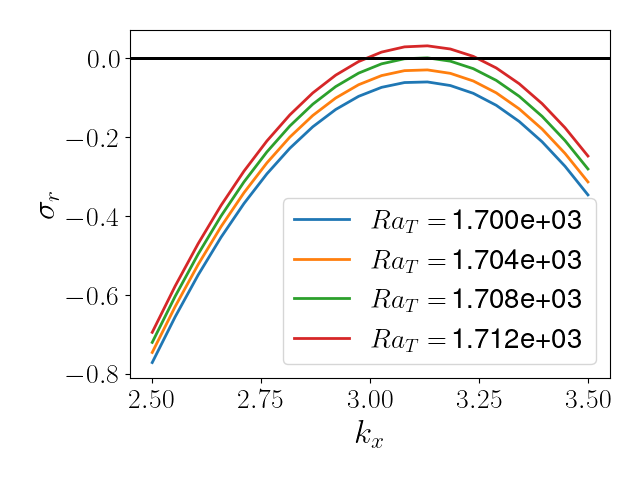 0.0
−0.2
−0.4
−0.6
−0.8
σ_r
2.50 2.75 3.00 3.25 3.50
k_x
Ra_T = 1.700e+03
Ra_T = 1.704e+03
Ra_T = 1.708e+03
Ra_T = 1.712e+03